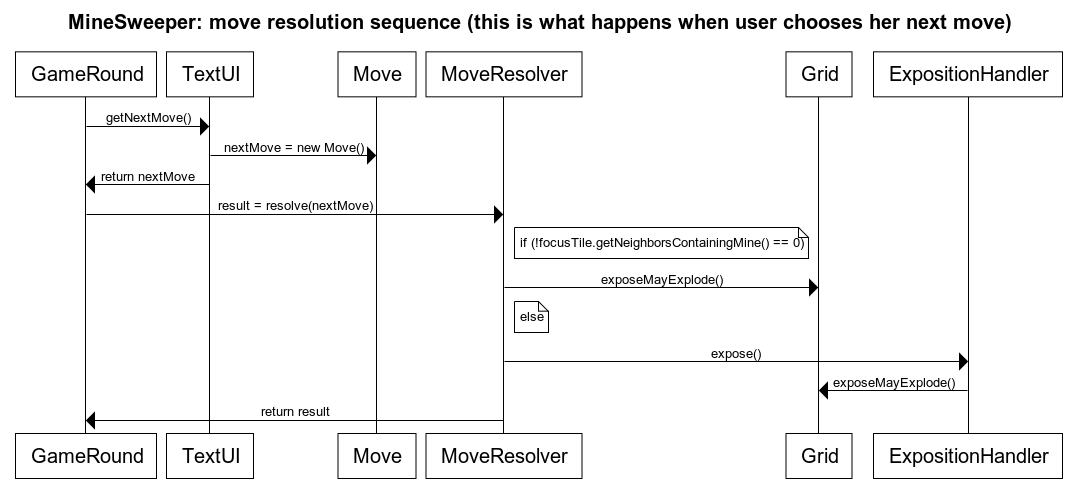 MineSweeper: move resolution sequence (this is what happens when user chooses her next move)
GameRound TextUI Move MoveResolver Grid ExpositionHandler
getNextMove()
nextMove = new Move()
return nextMove
result = resolve(nextMove)
if (!focusTile.getNeighborsContainingMine() == 0)
exposeMayExplode()
else
expose()
exposeMayExplode()
return result
GameRound TextUI Move MoveResolver Grid ExpositionHandler